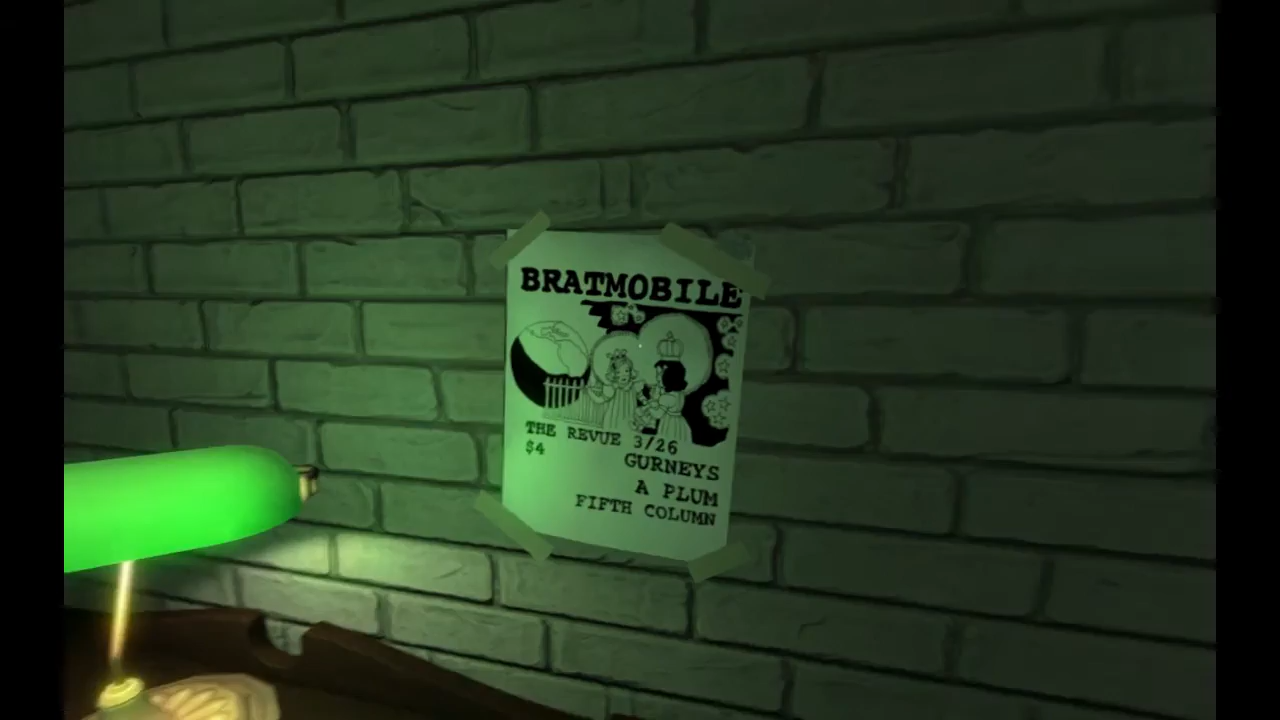 BRATMOBILE
THE REVUE 3/26
$4
GURNEYS
A PLUM
FIFTH COLUMN